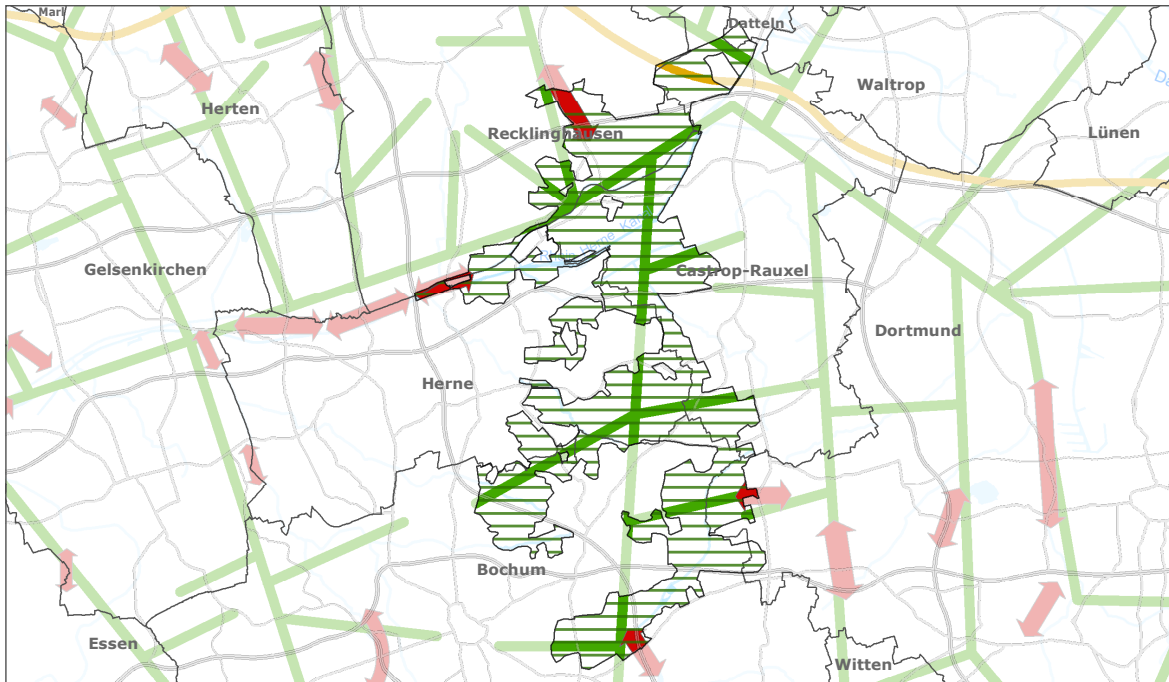 Marl
Datteln
Waltrop
Herten
Lünen
Recklinghausen
Gelsenkirchen
Castrop-Rauxel
Dortmund
Herne
Bochum
Essen
Witten